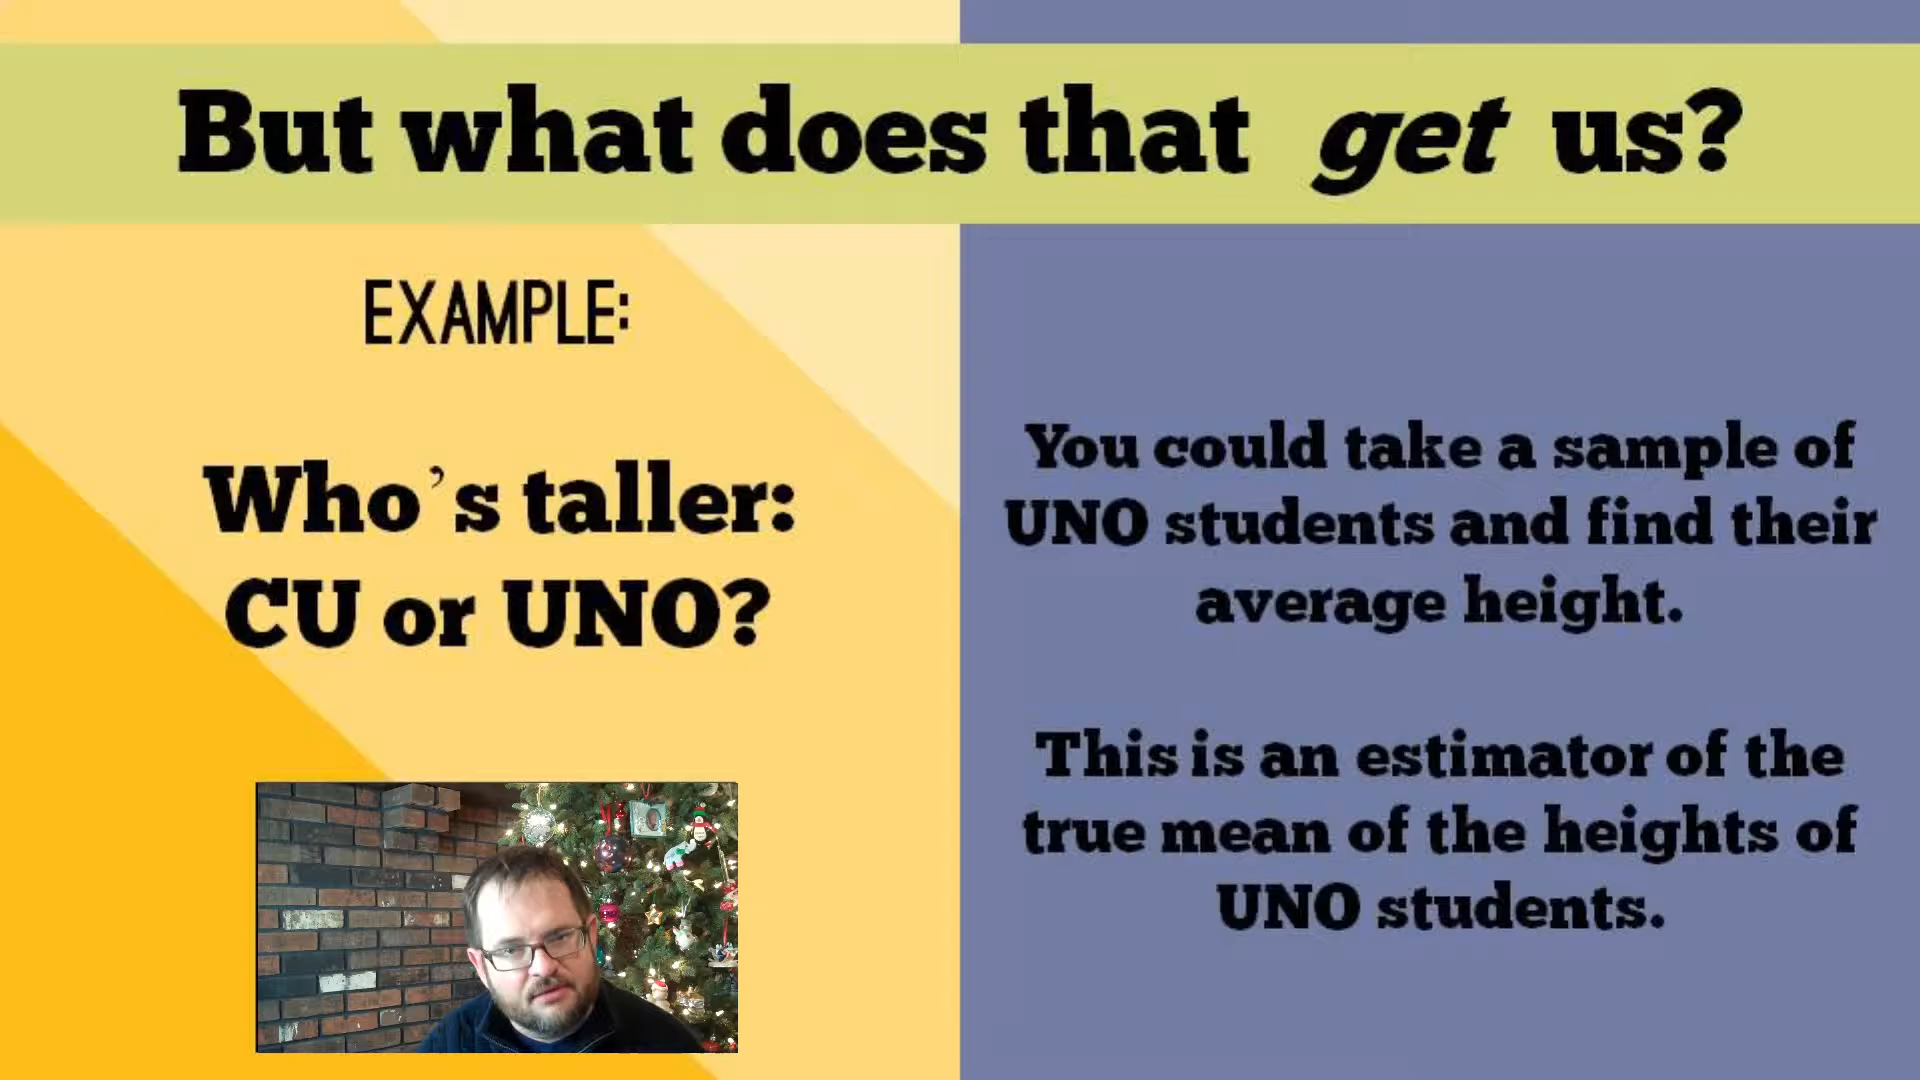 But what does that get us?
EXAMPLE:
Who's taller:
CU or UNO?
You could take a sample of
UNO students and find their
average height.
This is an estimator of the
true mean of the heights of
UNO students.